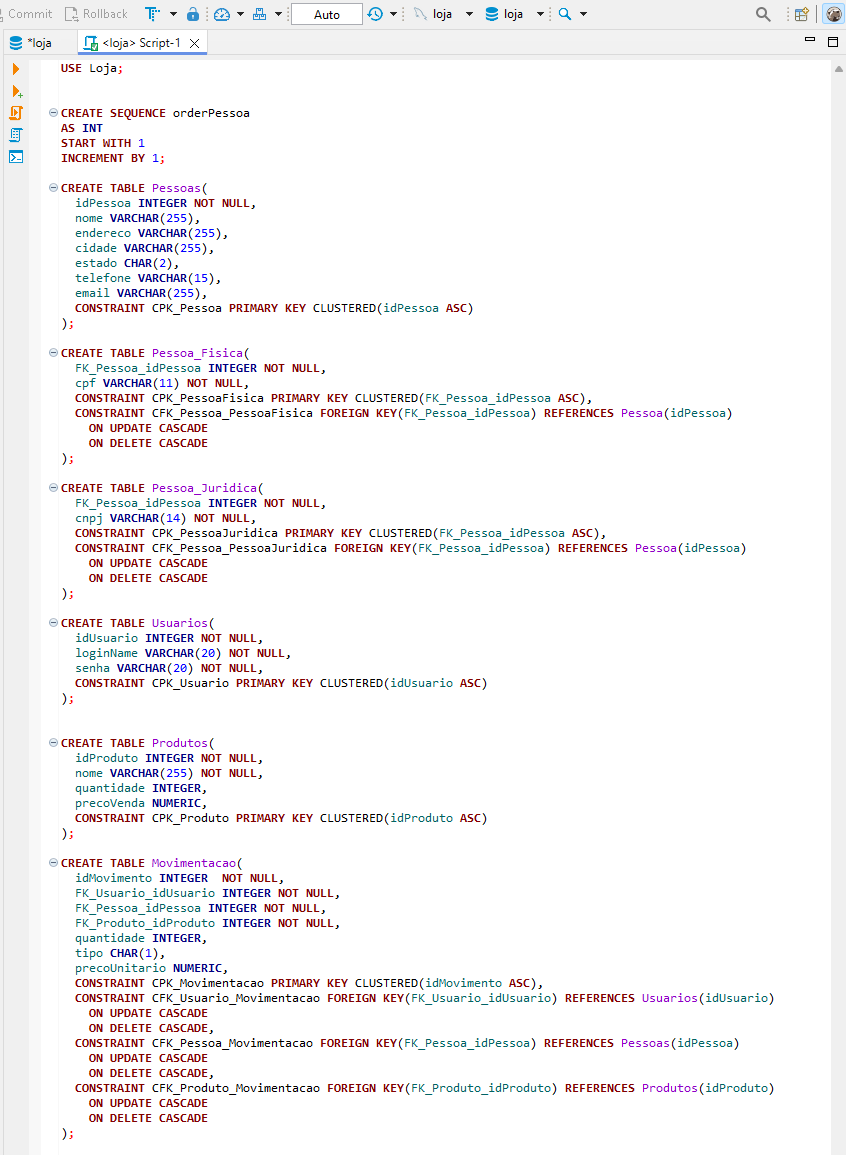 Commit Rollback Auto loja loja
*loja <loja> Script-1
USE Loja;
CREATE SEQUENCE orderPessoa
AS INT
START WITH 1
INCREMENT BY 1;
CREATE TABLE Pessoas(
idPessoa INTEGER NOT NULL,
nome VARCHAR(255),
endereco VARCHAR(255),
cidade VARCHAR(255),
estado CHAR(2),
telefone VARCHAR(15),
email VARCHAR(255),
CONSTRAINT CPK_Pessoa PRIMARY KEY CLUSTERED(idPessoa ASC)
);
CREATE TABLE Pessoa_Fisica(
FK_Pessoa_idPessoa INTEGER NOT NULL,
cpf VARCHAR(11) NOT NULL,
CONSTRAINT CPK_PessoaFisica PRIMARY KEY CLUSTERED(FK_Pessoa_idPessoa ASC),
CONSTRAINT CFK_Pessoa_PessoaFisica FOREIGN KEY(FK_Pessoa_idPessoa) REFERENCES Pessoa(idPessoa)
ON UPDATE CASCADE
ON DELETE CASCADE
);
CREATE TABLE Pessoa_Juridica(
FK_Pessoa_idPessoa INTEGER NOT NULL,
cnpj VARCHAR(14) NOT NULL,
CONSTRAINT CPK_PessoaJuridica PRIMARY KEY CLUSTERED(FK_Pessoa_idPessoa ASC),
CONSTRAINT CFK_Pessoa_PessoaJuridica FOREIGN KEY(FK_Pessoa_idPessoa) REFERENCES Pessoa(idPessoa)
ON UPDATE CASCADE
ON DELETE CASCADE
);
CREATE TABLE Usuarios(
idUsuario INTEGER NOT NULL,
loginName VARCHAR(20) NOT NULL,
senha VARCHAR(20) NOT NULL,
CONSTRAINT CPK_Usuario PRIMARY KEY CLUSTERED(idUsuario ASC)
);
CREATE TABLE Produtos(
idProduto INTEGER NOT NULL,
nome VARCHAR(255) NOT NULL,
quantidade INTEGER,
precoVenda NUMERIC,
CONSTRAINT CPK_Produto PRIMARY KEY CLUSTERED(idProduto ASC)
);
CREATE TABLE Movimentacao(
idMovimento INTEGER  NOT NULL,
FK_Usuario_idUsuario INTEGER NOT NULL,
FK_Pessoa_idPessoa INTEGER NOT NULL,
FK_Produto_idProduto INTEGER NOT NULL,
quantidade INTEGER,
tipo CHAR(1),
precoUnitario NUMERIC,
CONSTRAINT CPK_Movimentacao PRIMARY KEY CLUSTERED(idMovimento ASC),
CONSTRAINT CFK_Usuario_Movimentacao FOREIGN KEY(FK_Usuario_idUsuario) REFERENCES Usuarios(idUsuario)
ON UPDATE CASCADE
ON DELETE CASCADE,
CONSTRAINT CFK_Pessoa_Movimentacao FOREIGN KEY(FK_Pessoa_idPessoa) REFERENCES Pessoas(idPessoa)
ON UPDATE CASCADE
ON DELETE CASCADE,
CONSTRAINT CFK_Produto_Movimentacao FOREIGN KEY(FK_Produto_idProduto) REFERENCES Produtos(idProduto)
ON UPDATE CASCADE
ON DELETE CASCADE
);